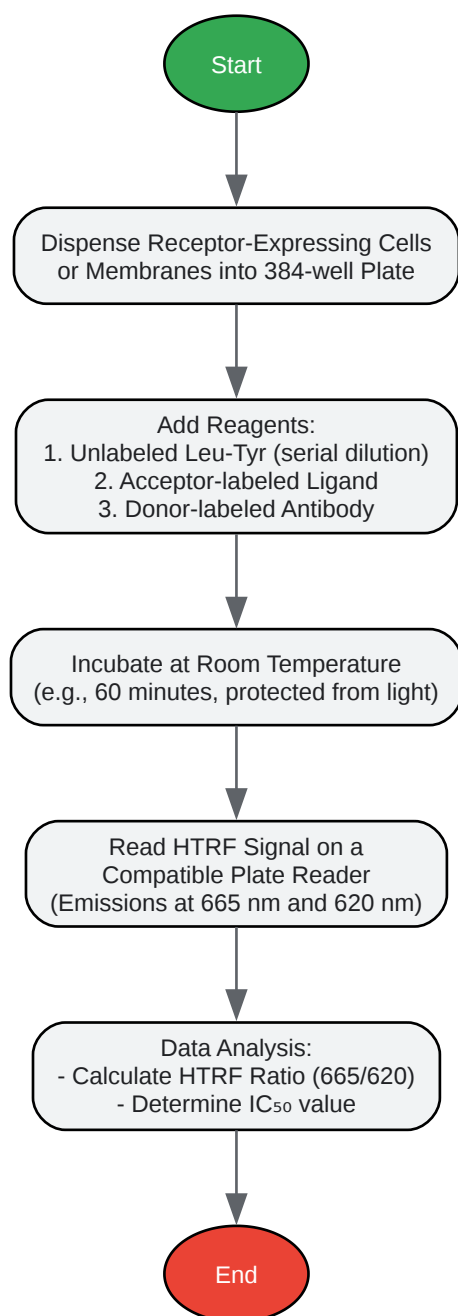 Start
Dispense Receptor-Expressing Cells
or Membranes into 384-well Plate
Add Reagents:
1. Unlabeled Leu-Tyr (serial dilution)
2. Acceptor-labeled Ligand
3. Donor-labeled Antibody
Incubate at Room Temperature
(e.g., 60 minutes, protected from light)
Read HTRF Signal on a
Compatible Plate Reader
(Emissions at 665 nm and 620 nm)
Data Analysis:
- Calculate HTRF Ratio (665/620)
- Determine IC₅₀ value
End